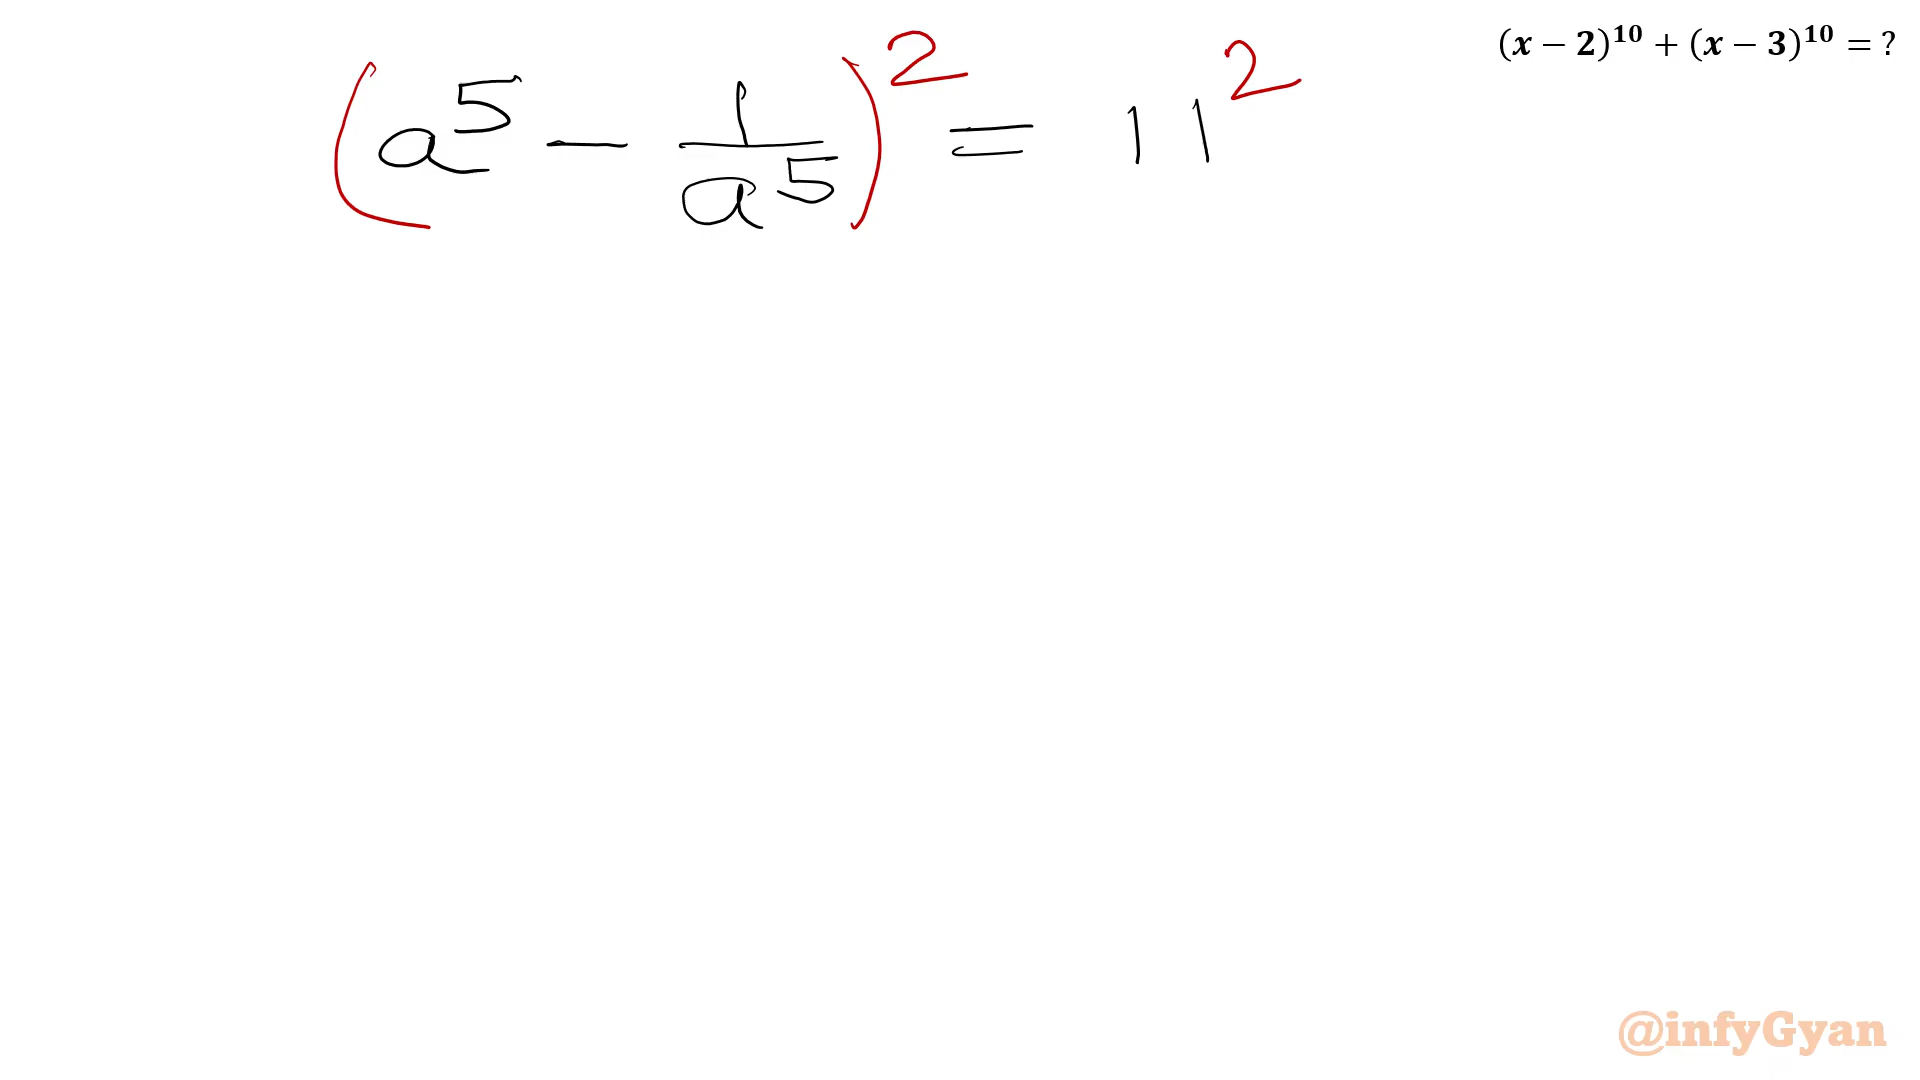 (x − 2)¹⁰ + (x − 3)¹⁰ = ?
(a⁵ − 1/a⁵)² = 11²
@infyGyan